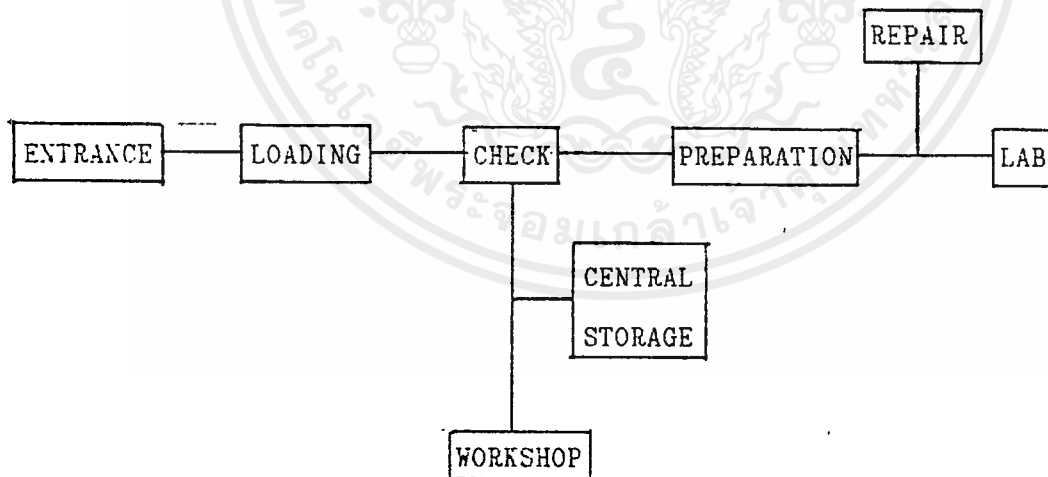 REPAIR
ENTRANCE
LOADING
CHECK
PREPARATION
LAB
CENTRAL
STORAGE
WORKSHOP